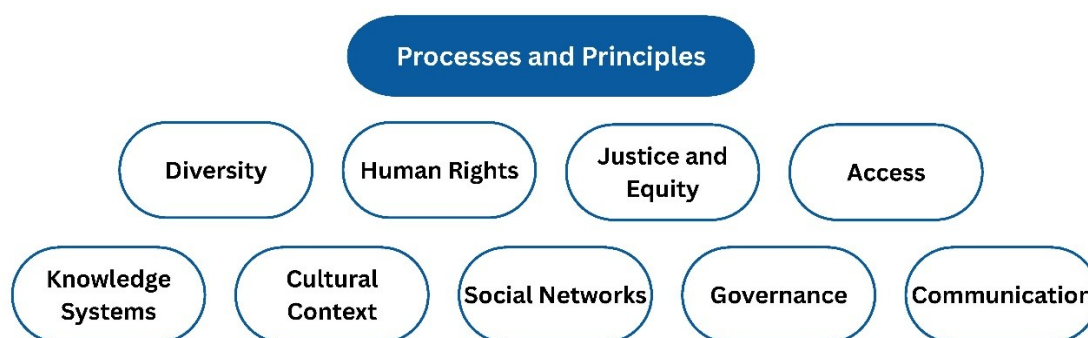 Processes and Principles
Diversity
Human Rights
Justice and
Equity
Access
Knowledge
Systems
Cultural
Context
Social Networks
Governance
Communication